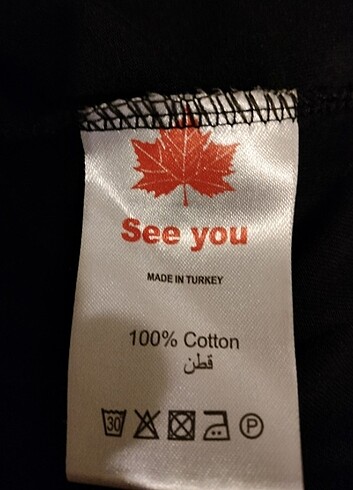 See you
MADE IN TURKEY
100% Cotton
قطن
30 P